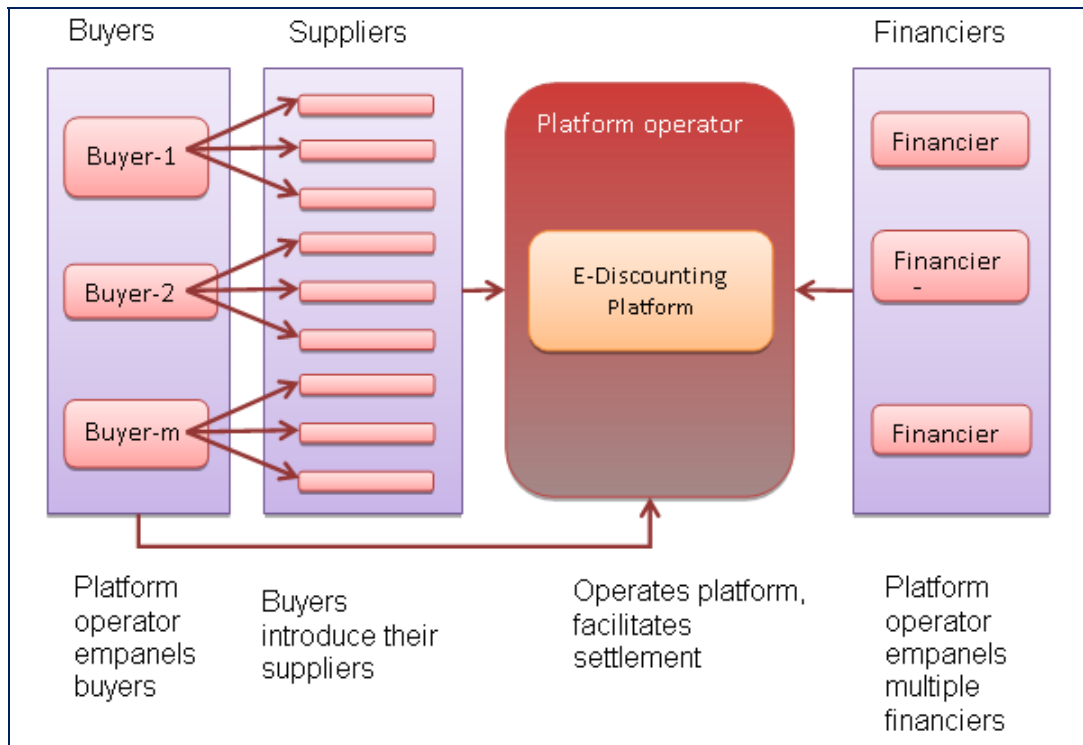 Buyers
Suppliers
Financiers
Buyer-1
Buyer-2
Buyer-m
Platform operator
E-Discounting
Platform
Financier
Financier
-
Financier
Platform
operator
empanels
buyers
Buyers
introduce their
suppliers
Operates platform,
facilitates
settlement
Platform
operator
empanels
multiple
financiers